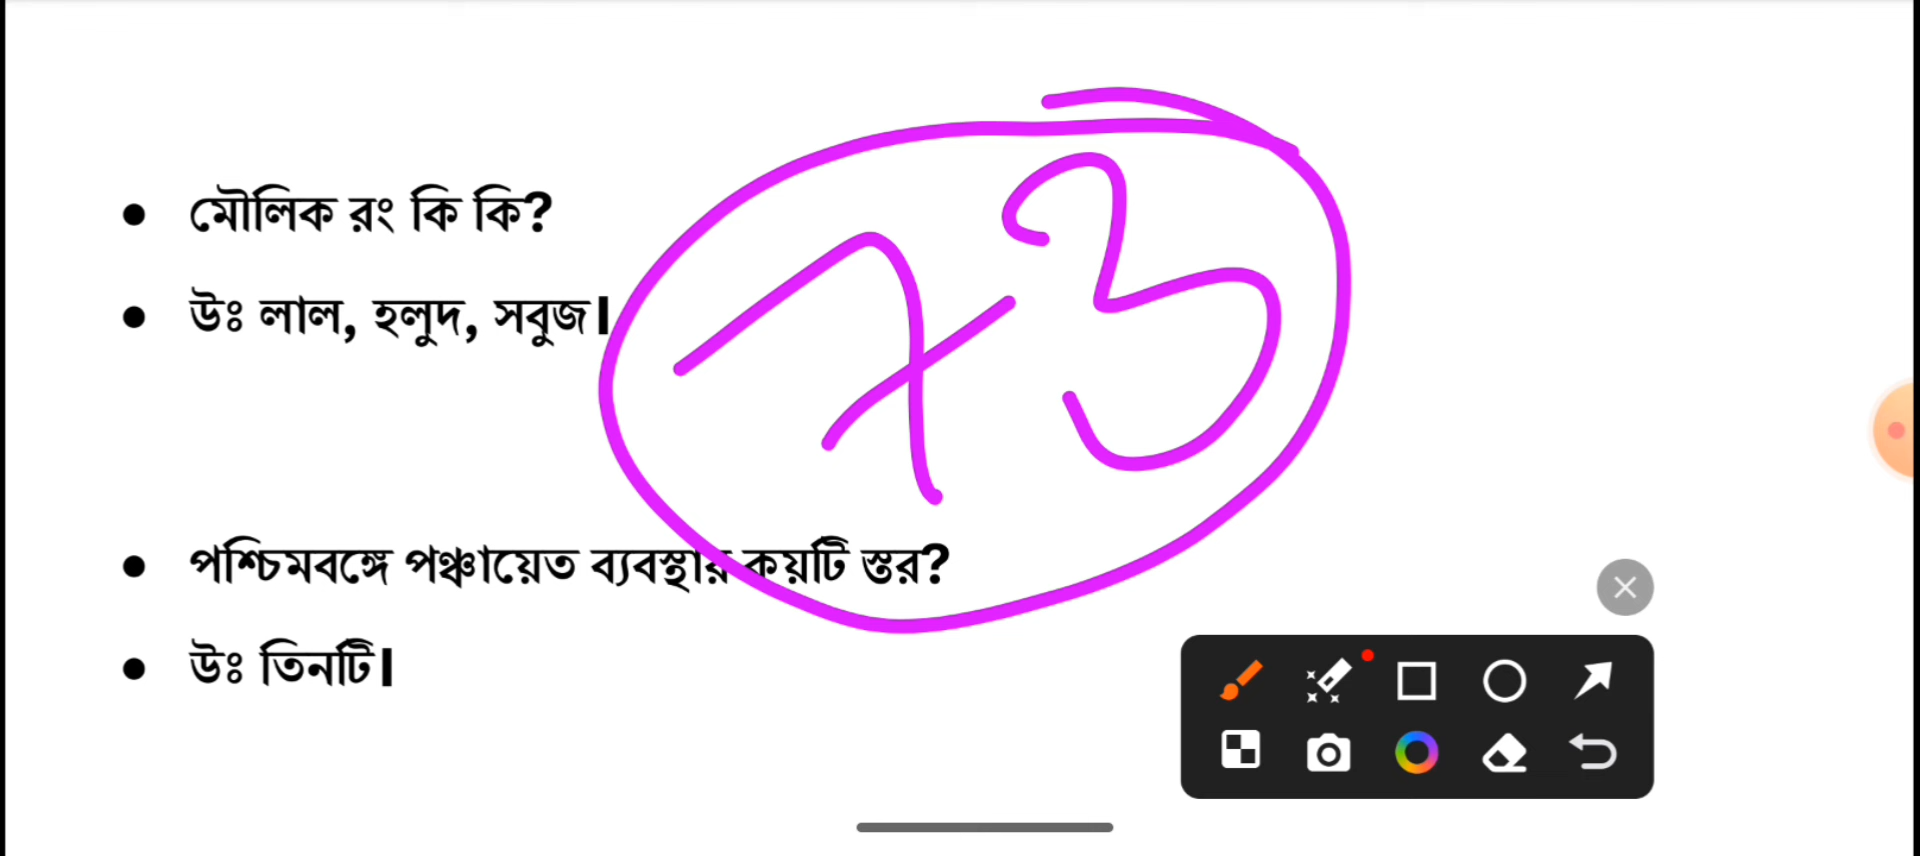 ● মৌলিক রং কি কি?
● উঃ লাল, হলুদ, সবুজ।
73
● পশ্চিমবঙ্গে পঞ্চায়েত ব্যবস্থার কয়টি স্তর?
● উঃ তিনটি।